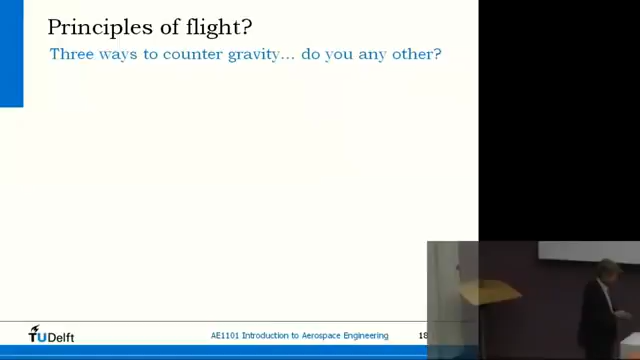 Principles of flight?
Three ways to counter gravity... do you any other?
TUDelft
AE1101 Introduction to Aerospace Engineering
18